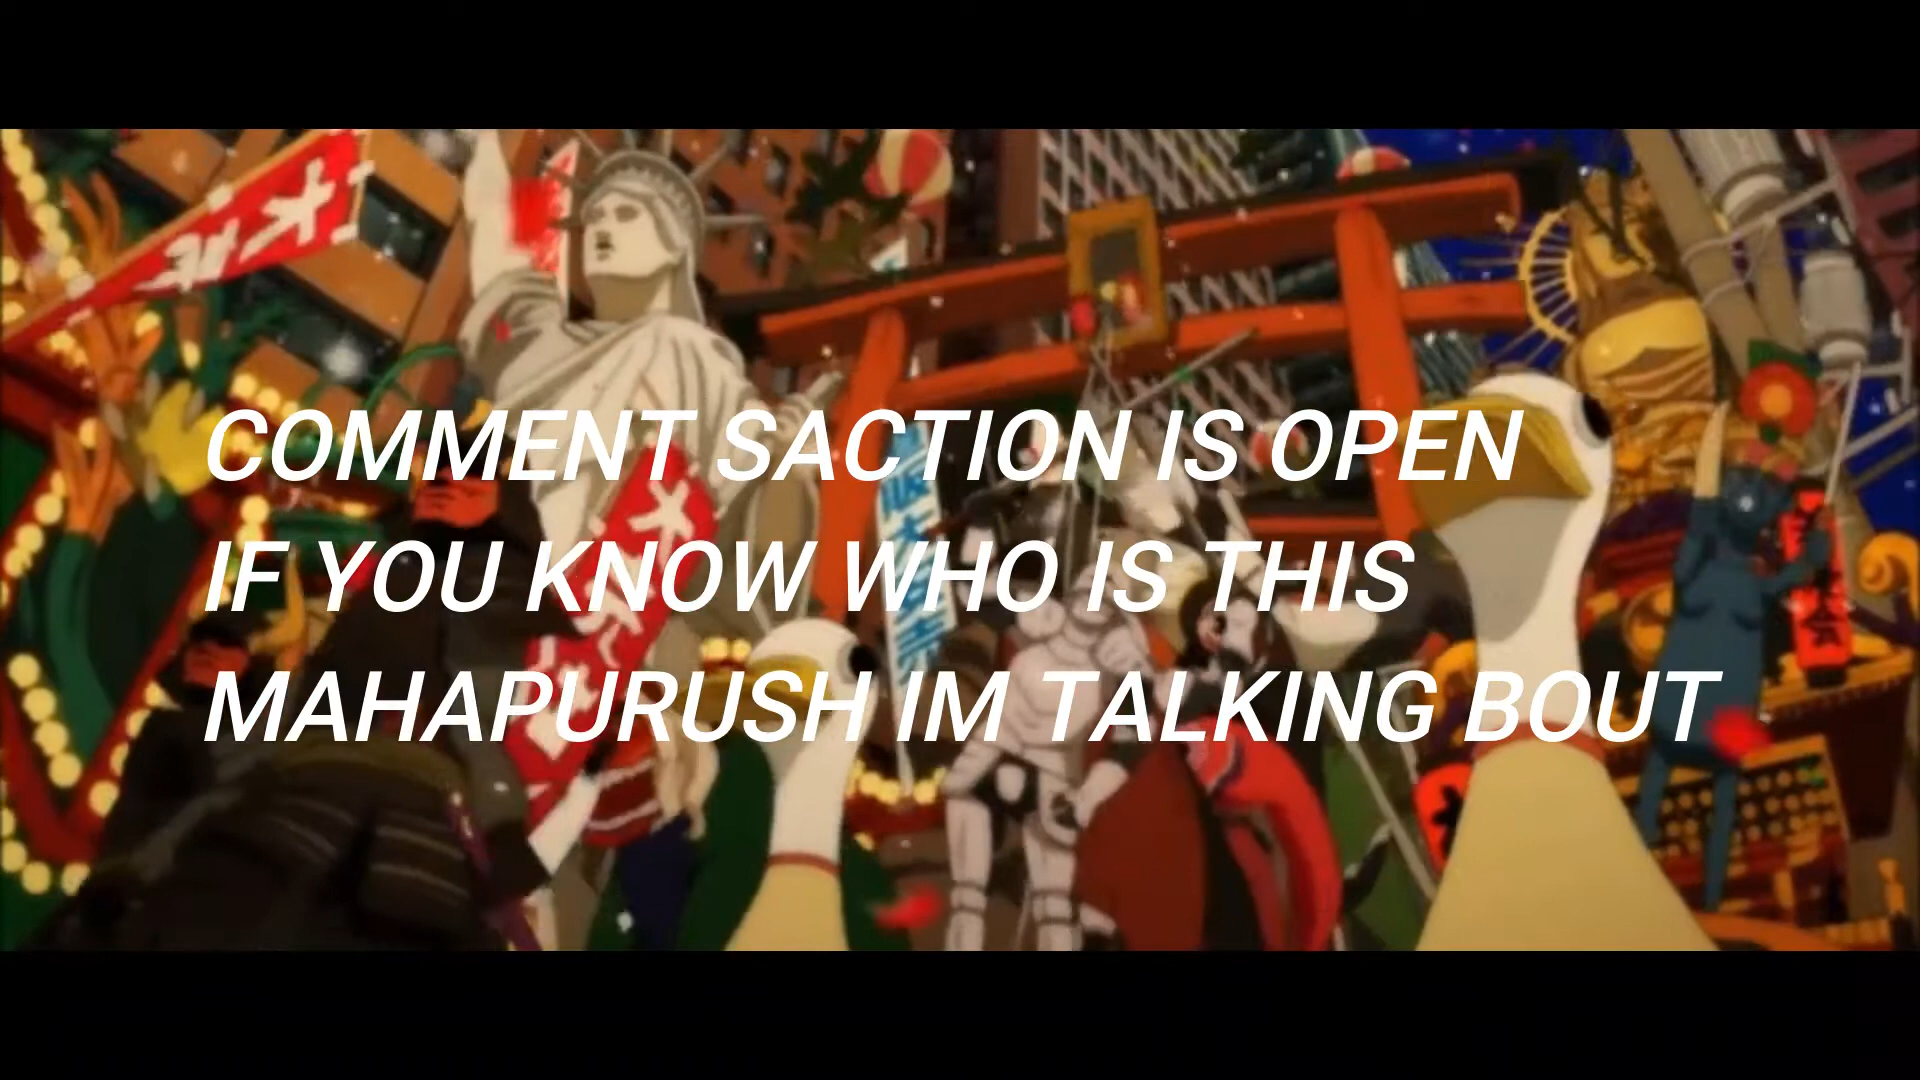 COMMENT SACTION IS OPEN
IF YOU KNOW WHO IS THIS
MAHAPURUSH IM TALKING BOUT